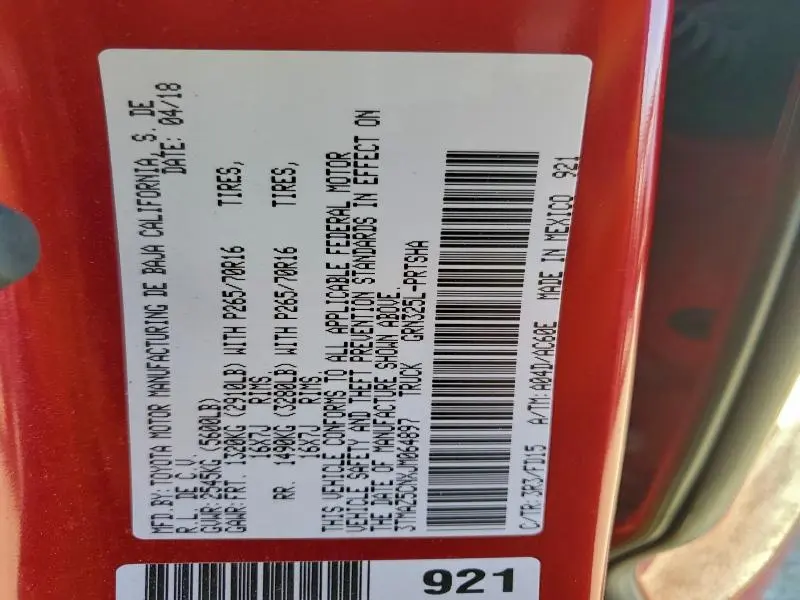 MFD.BY:TOYOTA MOTOR MANUFACTURING DE BAJA CALIFORNIA, S. DE
R.L. DE C.V. DATE: 04/18
GVWR:2545KG(5600LB)
GAWR:FRT. 1320KG (2910LB) WITH P265/70R16 TIRES,
16X7J RIMS,
RR. 1490KG (3280LB) WITH P265/70R16 TIRES,
16X7J RIMS.
THIS VEHICLE CONFORMS TO ALL APPLICABLE FEDERAL MOTOR
VEHICLE SAFETY AND THEFT PREVENTION STANDARDS IN EFFECT ON
THE DATE OF MANUFACTURE SHOWN ABOVE.
3TMAZ5CNXJM064897 TRUCK GRN325L-PRTSHA
C/TR:3R3/FD15 A/TM:A04D/AC60E MADE IN MEXICO 921
921